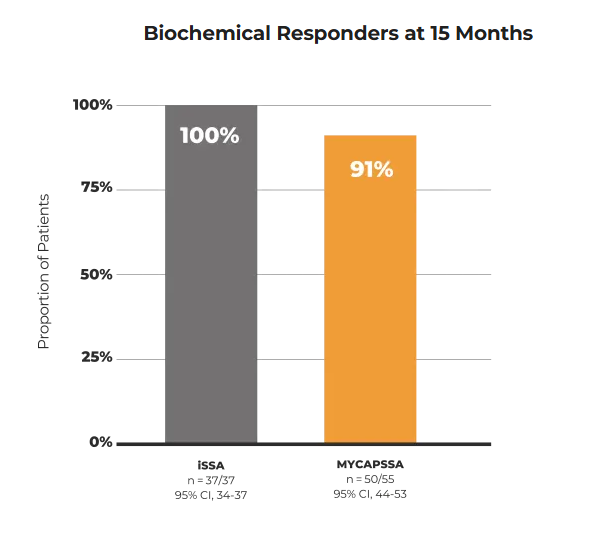 Biochemical Responders at 15 Months
Proportion of Patients
100%
75%
50%
25%
0%
100%
91%
iSSA
n = 37/37
95% CI, 34-37
MYCAPSSA
n = 50/55
95% CI, 44-53